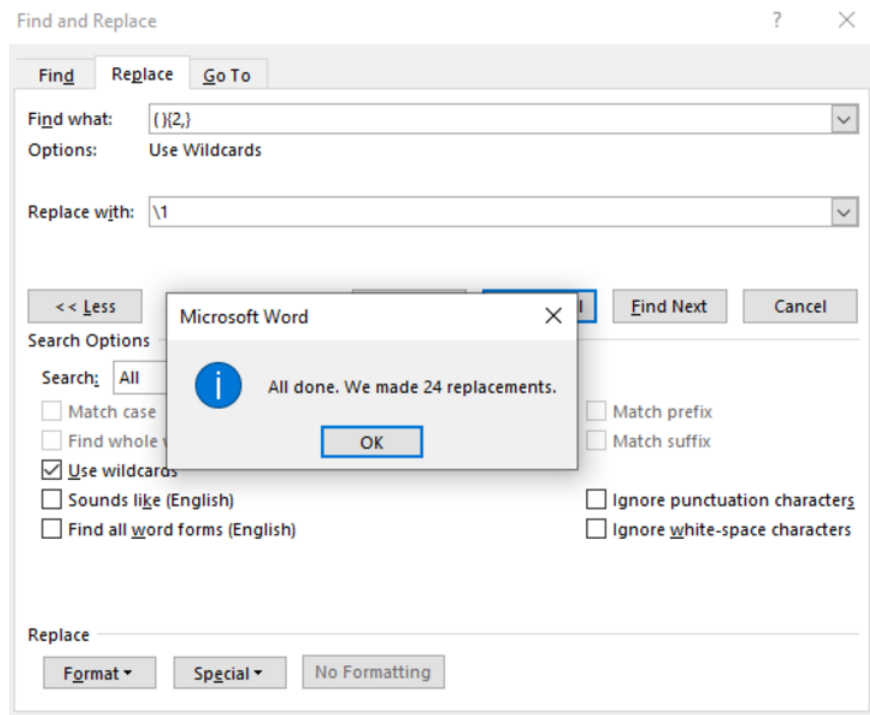 Find and Replace ?
Find Replace Go To
Find what: ( ){2,}
Options: Use Wildcards
Replace with: \1
<< Less Find Next Cancel
Microsoft Word
Search Options
Search: All
All done. We made 24 replacements.
Match case Match prefix
Find whole Match suffix
OK
Use wildcards
Sounds like (English) Ignore punctuation characters
Find all word forms (English) Ignore white-space characters
Replace
Format Special No Formatting